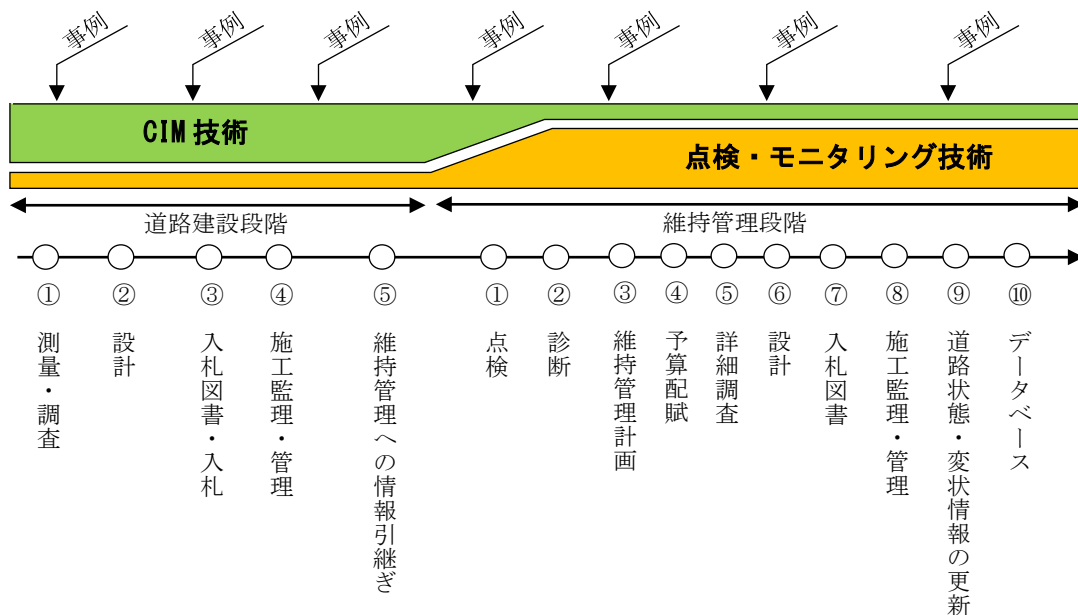 事例
事例
事例
事例
事例
事例
事例
CIM 技術
点検・モニタリング技術
道路建設段階
維持管理段階
①
測量・調査
②
設計
③
入札図書・入札
④
施工監理・管理
⑤
維持管理への情報引継ぎ
①
点検
②
診断
③
維持管理計画
④
予算配賦
⑤
詳細調査
⑥
設計
⑦
入札図書
⑧
施工監理・管理
⑨
道路状態・変状情報の更新
⑩
データベース